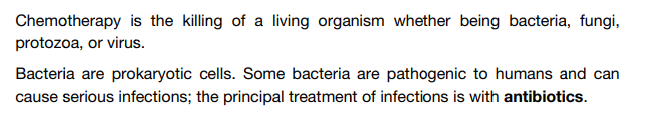 Chemotherapy is the killing of a living organism whether being bacteria, fungi,
protozoa, or virus.
Bacteria are prokaryotic cells. Some bacteria are pathogenic to humans and can
cause serious infections; the principal treatment of infections is with antibiotics.